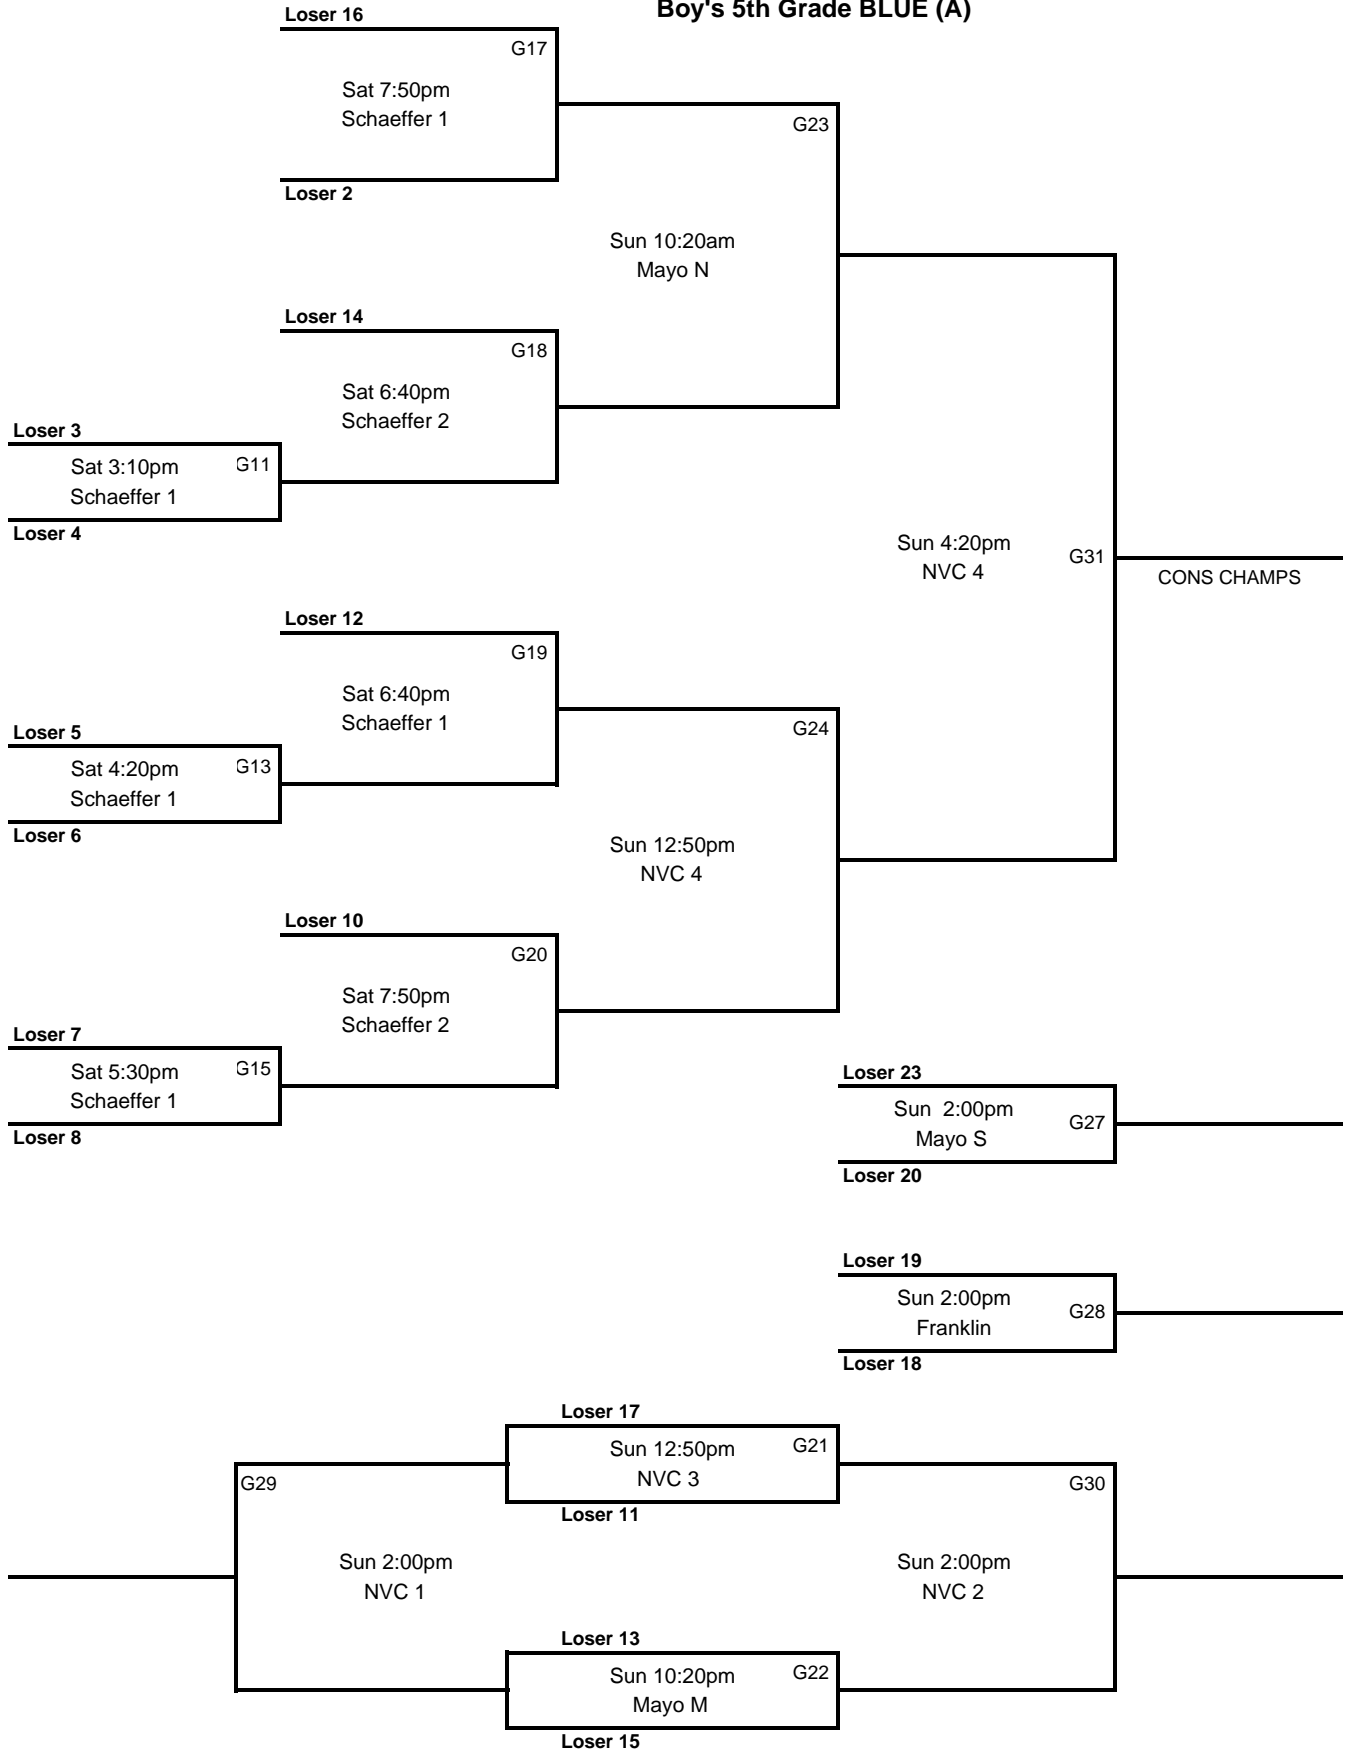 Boy's 5th Grade BLUE (A)
Loser 16
G17
Sat 7:50pm
Schaeffer 1
Loser 2
G23
Sun 10:20am
Mayo N
Loser 14
G18
Sat 6:40pm
Schaeffer 2
Loser 3
Sat 3:10pm
G11
Schaeffer 1
Loser 4
Sun 4:20pm
NVC 4
G31
CONS CHAMPS
Loser 12
G19
Sat 6:40pm
Schaeffer 1
Loser 5
Sat 4:20pm
G13
Schaeffer 1
Loser 6
G24
Sun 12:50pm
NVC 4
Loser 10
G20
Sat 7:50pm
Schaeffer 2
Loser 7
Sat 5:30pm
G15
Schaeffer 1
Loser 8
Loser 23
Sun  2:00pm
Mayo S
G27
Loser 20
Loser 19
Sun 2:00pm
Franklin
G28
Loser 18
Loser 17
Sun 12:50pm
G21
NVC 3
Loser 11
G29
Sun 2:00pm
NVC 1
G30
Sun 2:00pm
NVC 2
Loser 13
Sun 10:20pm
G22
Mayo M
Loser 15